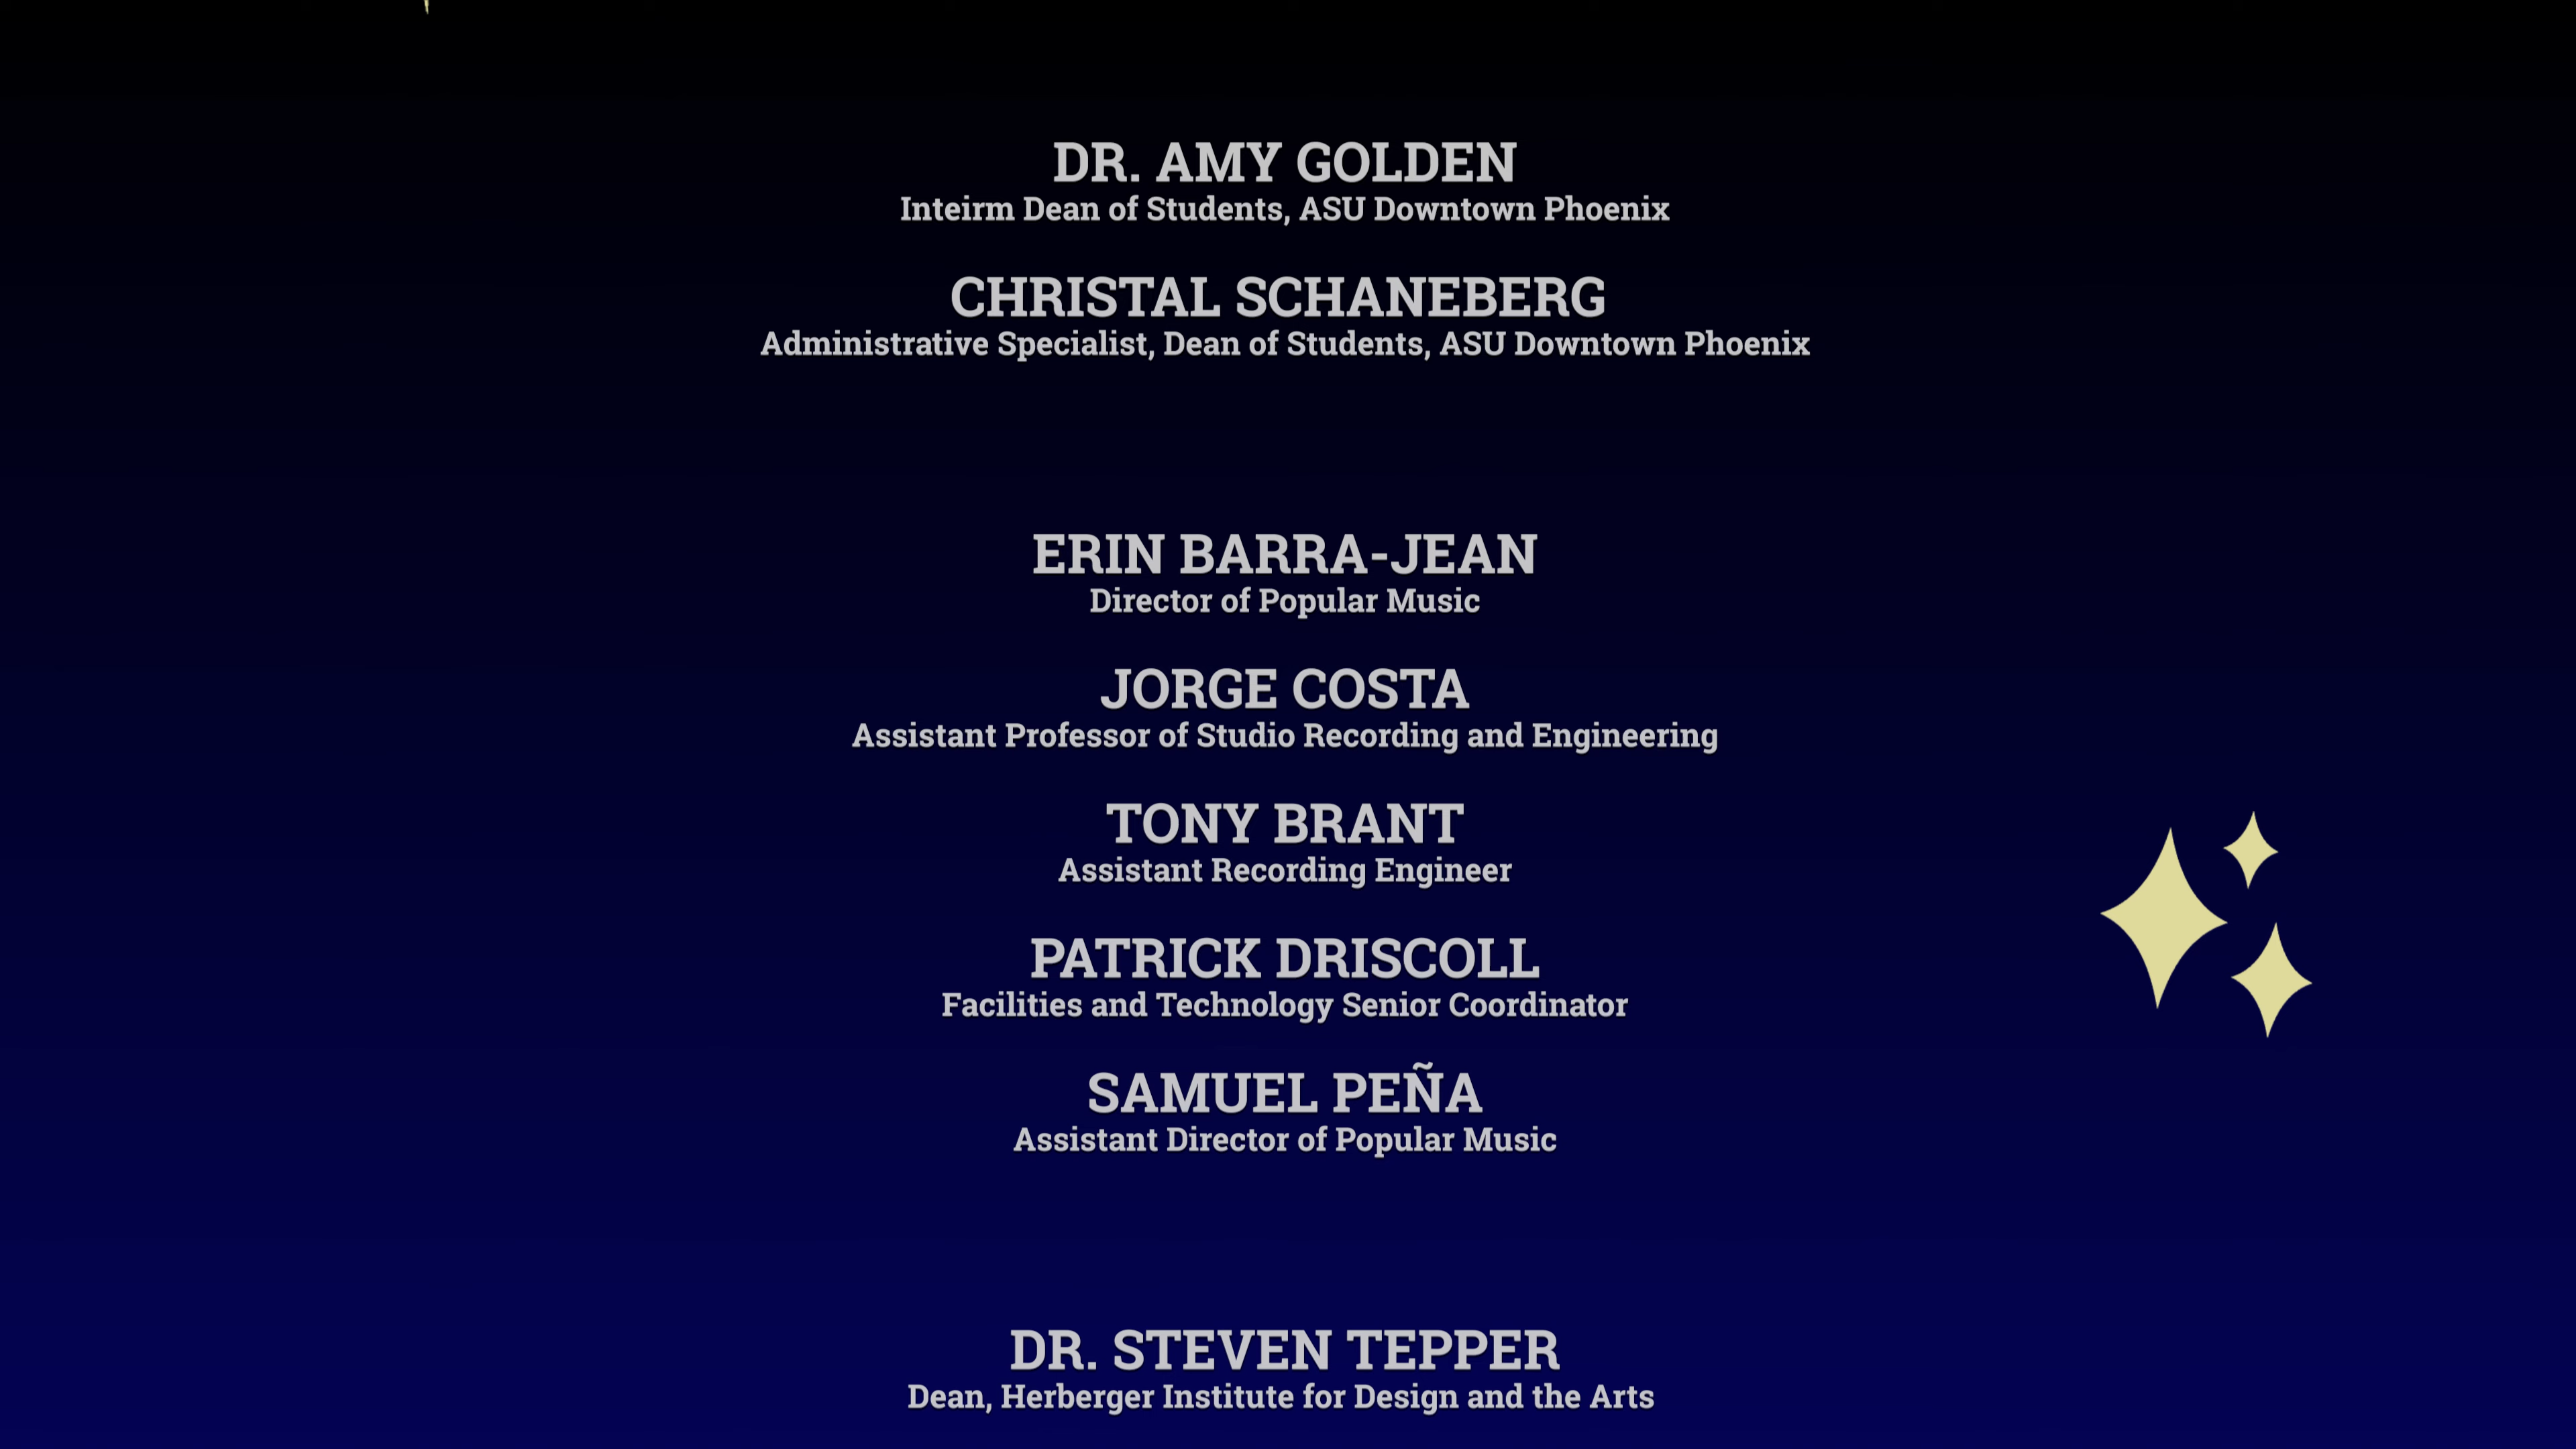 DR. AMY GOLDEN
Inteirm Dean of Students, ASU Downtown Phoenix
CHRISTAL SCHANEBERG
Administrative Specialist, Dean of Students, ASU Downtown Phoenix
ERIN BARRA-JEAN
Director of Popular Music
JORGE COSTA
Assistant Professor of Studio Recording and Engineering
TONY BRANT
Assistant Recording Engineer
PATRICK DRISCOLL
Facilities and Technology Senior Coordinator
SAMUEL PEÑA
Assistant Director of Popular Music
DR. STEVEN TEPPER
Dean, Herberger Institute for Design and the Arts